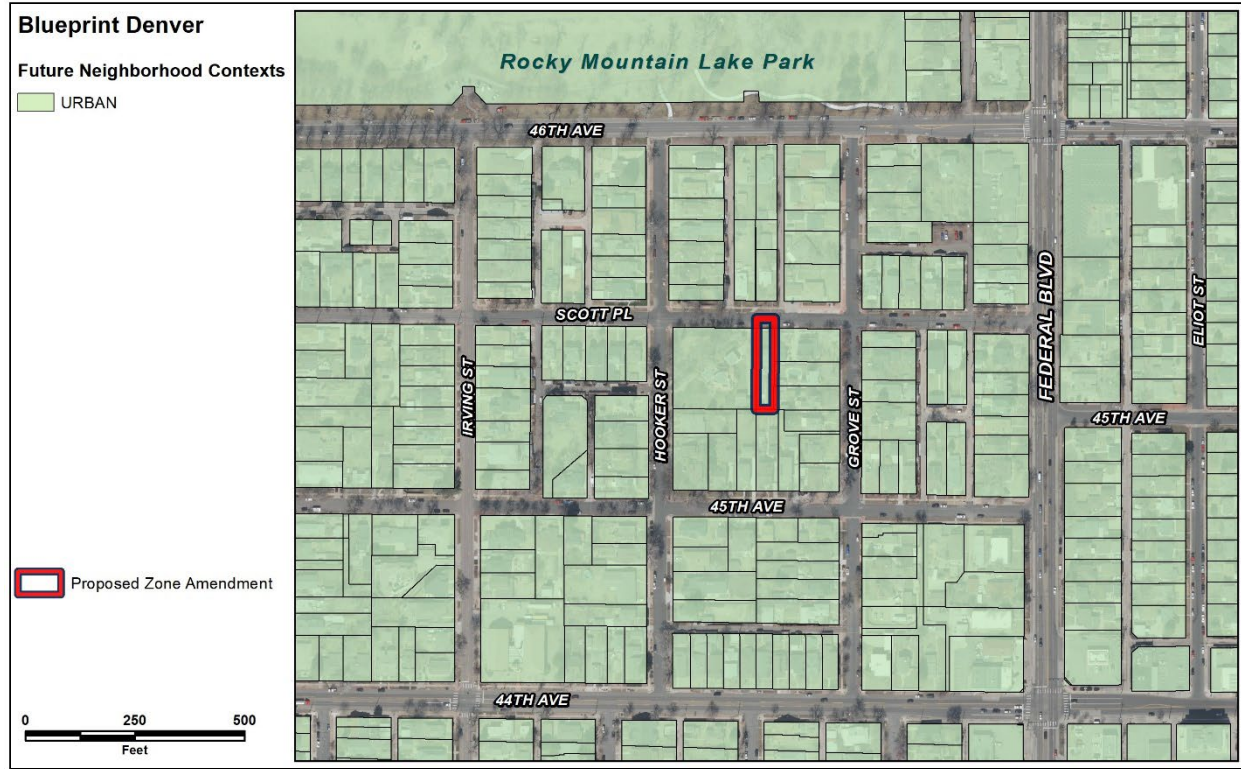 Blueprint Denver
Future Neighborhood Contexts
URBAN
Proposed Zone Amendment
0 250 500
Feet
Rocky Mountain Lake Park
46TH AVE
SCOTT PL
IRVING ST
HOOKER ST
GROVE ST
FEDERAL BLVD
ELIOT ST
45TH AVE
45TH AVE
44TH AVE